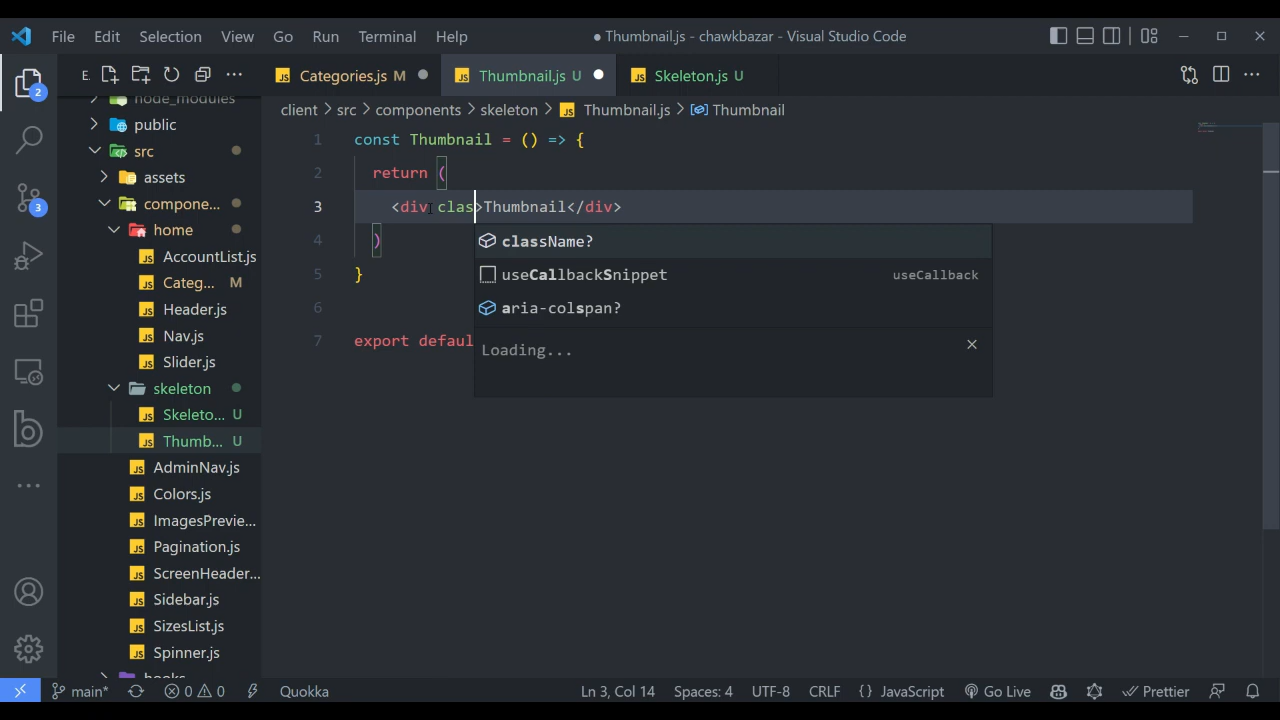 File Edit Selection View Go Run Terminal Help
● Thumbnail.js - chawkbazar - Visual Studio Code
E.
Categories.js M
Thumbnail.js U
Skeleton.js U
client > src > components > skeleton > JS Thumbnail.js > Thumbnail
node_modules
public
src
assets
compone...
home
AccountList.js
Categ... M
Header.js
Nav.js
Slider.js
skeleton
Skeleto... U
Thumb... U
AdminNav.js
Colors.js
ImagesPrevie...
Pagination.js
ScreenHeader...
Sidebar.js
SizesList.js
Spinner.js
hooks
1 const Thumbnail = () => {
2 return (
3 <div clas>Thumbnail</div>
4 )
5 }
6
7 export defaul
className?
useCallbackSnippet useCallback
aria-colspan?
Loading...
2
3
main* 0 0 Quokka Ln 3, Col 14 Spaces: 4 UTF-8 CRLF {} JavaScript Go Live Prettier